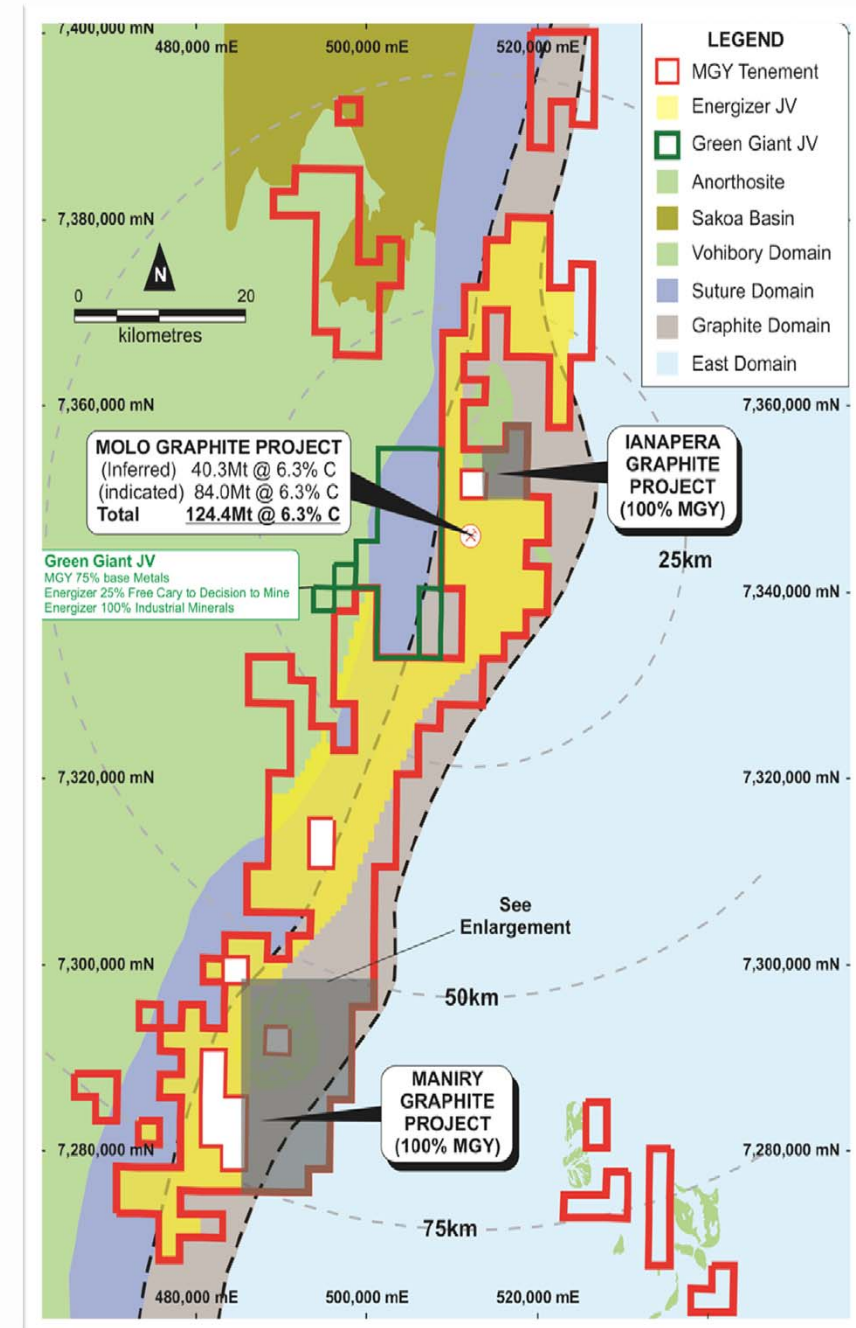 7,400,000 mN
480,000 mE
500,000 mE
520,000 mE
LEGEND
MGY Tenement
Energizer JV
Green Giant JV
Anorthosite
Sakoa Basin
Vohibory Domain
Suture Domain
Graphite Domain
East Domain
7,380,000 mN
N
0 20
kilometres
7,360,000 mN
7,360,000 mN
MOLO GRAPHITE PROJECT
(Inferred) 40.3Mt @ 6.3% C
(indicated) 84.0Mt @ 6.3% C
Total 124.4Mt @ 6.3% C
IANAPERA
GRAPHITE
PROJECT
(100% MGY)
25km
Green Giant JV
MGY 75% base Metals
Energizer 25% Free Cary to Decision to Mine
Energizer 100% Industrial Minerals
7,340,000 mN
7,320,000 mN
7,320,000 mN
See
Enlargement
7,300,000 mN
7,300,000 mN
50km
MANIRY
GRAPHITE
PROJECT
(100% MGY)
7,280,000 mN
7,280,000 mN
75km
480,000 mE
500,000 mE
520,000 mE